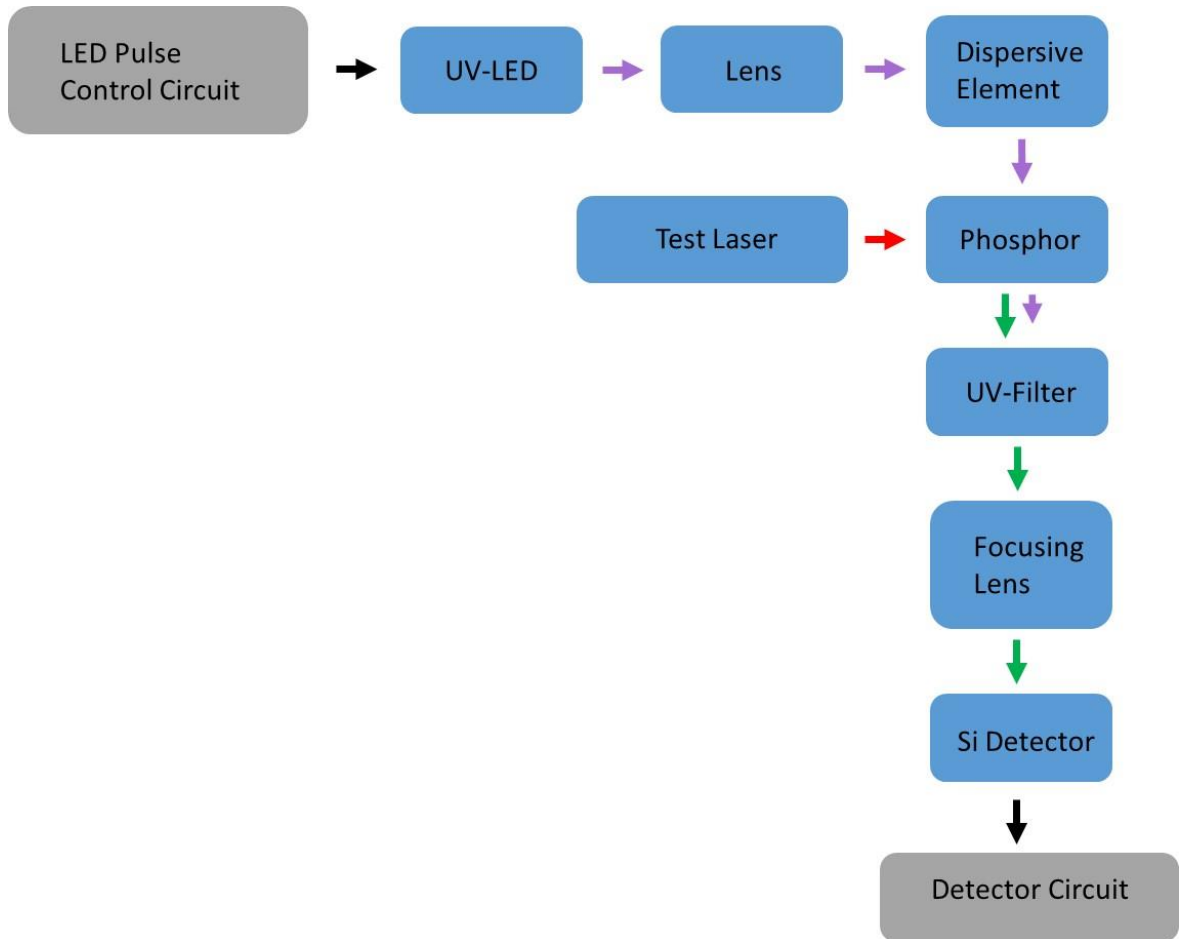 LED Pulse
Control Circuit
UV-LED
Lens
Dispersive
Element
Test Laser
Phosphor
UV-Filter
Focusing
Lens
Si Detector
Detector Circuit